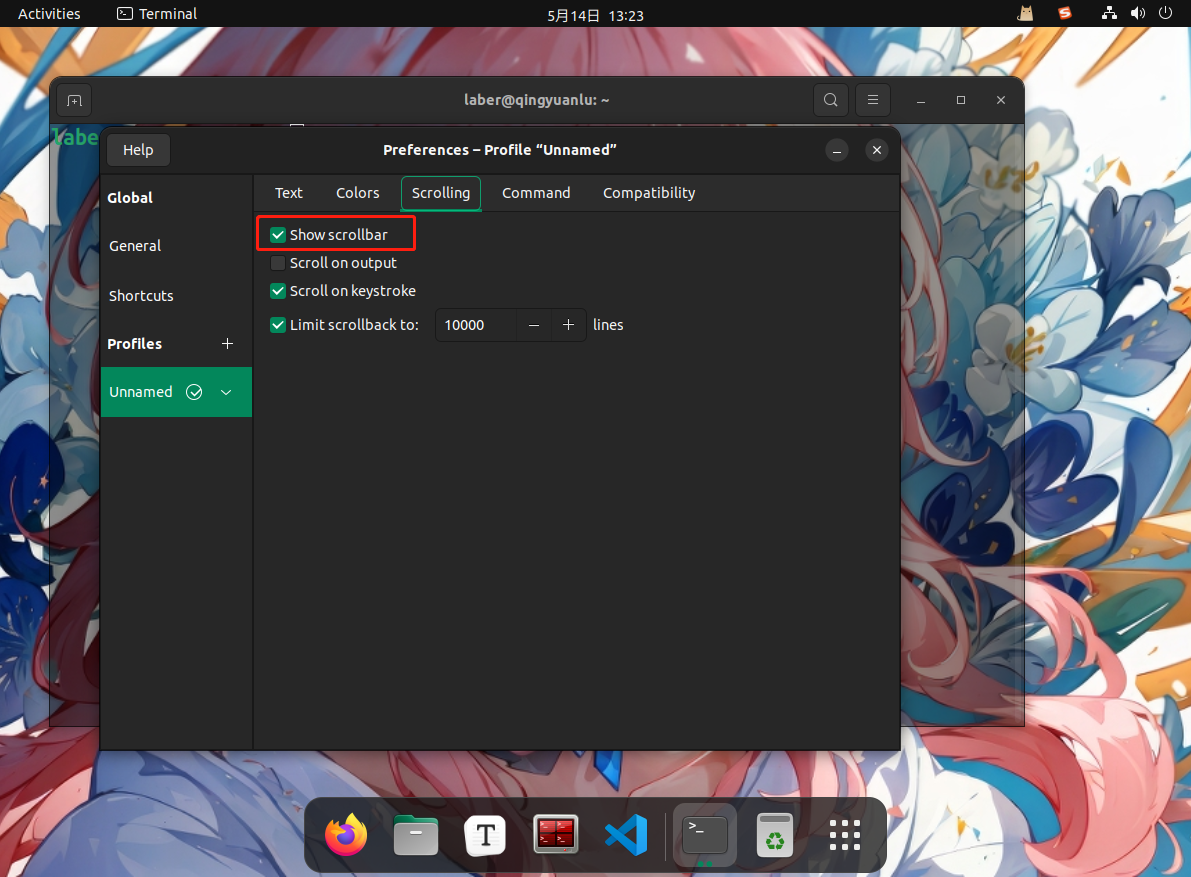 Activities Terminal 5月14日 13:23
laber@qingyuanlu: ~
labe
Help Preferences – Profile “Unnamed”
Global
General
Shortcuts
Profiles
Unnamed
Text Colors Scrolling Command Compatibility
Show scrollbar
Scroll on output
Scroll on keystroke
Limit scrollback to: 10000 lines